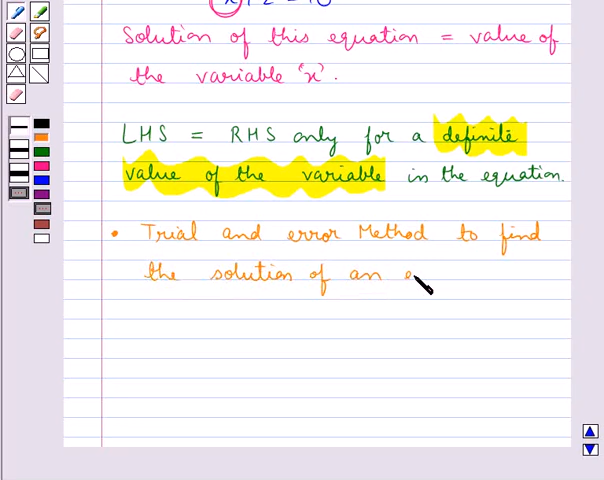 Solution of this equation = value of
the variable 'x'.
LHS = RHS only for a definite
value of the variable in the equation.
• Trial and error Method to find
the solution of an